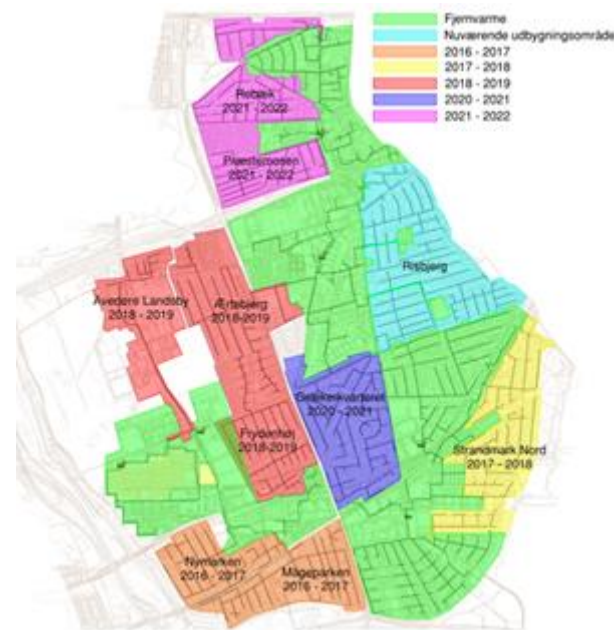 Fjernvarme
Nuværende udbygningsområde
2016 - 2017
2017 - 2018
2018 - 2019
2020 - 2021
2021 - 2022
Rebæk
2021 - 2022
Præstemosen
2021 - 2022
Risbjerg
Avedøre Landsby
2018 - 2019
Ærtebjerg
2018-2019
Grækerkvarteret
2020 - 2021
Frydenhøj
2018-2019
Strandmark Nord
2017 - 2018
Nymarken
2016 - 2017
Mågeparken
2016 - 2017